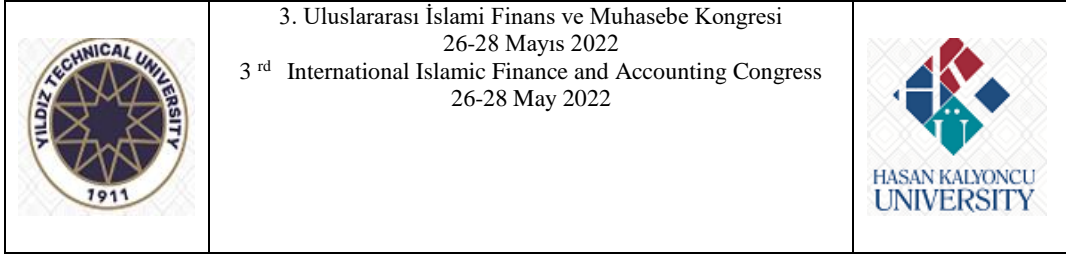 YILDIZ TECHNICAL UNIVERSITY
1911
3. Uluslararası İslami Finans ve Muhasebe Kongresi
26-28 Mayıs 2022
3 rd International Islamic Finance and Accounting Congress
26-28 May 2022
HKÜ
HASAN KALYONCU
UNIVERSITY